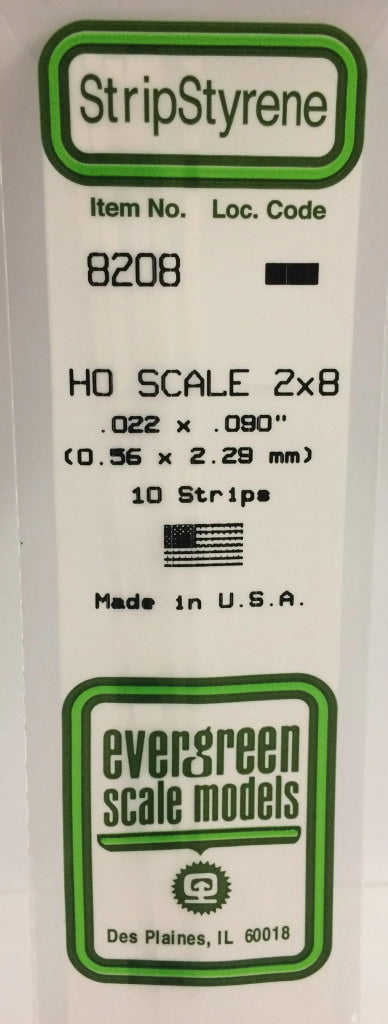 StripStyrene
Item No. Loc. Code
8208
HO SCALE 2x8
.022 x .090"
(0.56 x 2.29 mm)
10 Strips
Made in U.S.A.
evergreen
scale models
Des Plaines, IL 60018